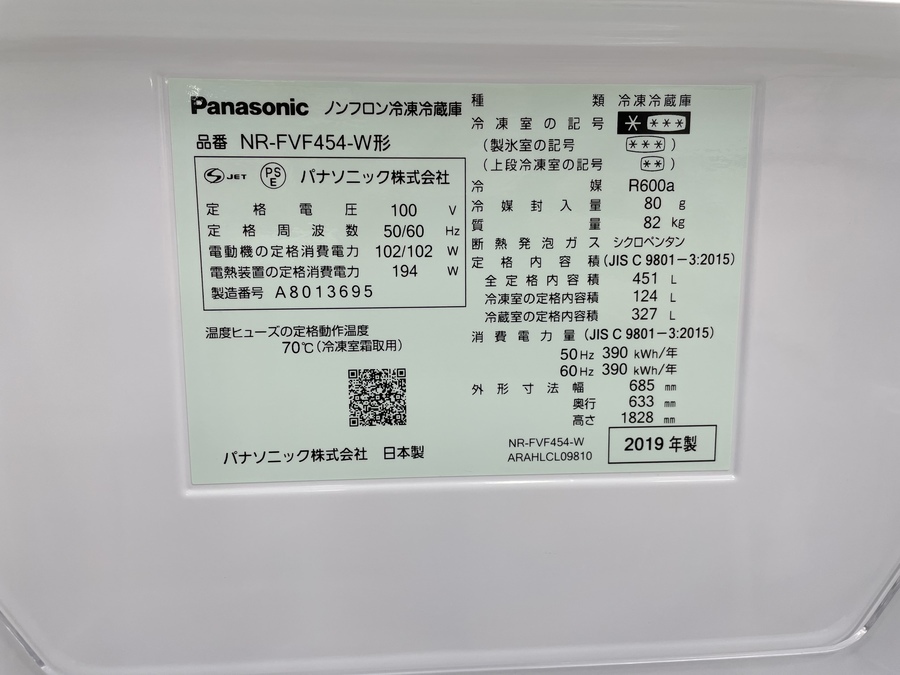 Panasonic ノンフロン冷凍冷蔵庫
品番 NR-FVF454-W形
S JET PS E パナソニック株式会社
定格電圧 100 V
定格周波数 50/60 Hz
電動機の定格消費電力 102/102 W
電熱装置の定格消費電力 194 W
製造番号 A8013695
温度ヒューズの定格動作温度
70℃(冷凍室霜取用)
パナソニック株式会社 日本製
種類 冷凍冷蔵庫
冷凍室の記号 * ***
(製氷室の記号 ***)
(上段冷凍室の記号 **)
冷媒 R600a
冷媒封入量 80 g
質量 82 kg
断熱発泡ガス シクロペンタン
定格内容積 (JIS C 9801-3:2015)
全定格内容積 451 L
冷凍室の定格内容積 124 L
冷蔵室の定格内容積 327 L
消費電力量 (JIS C 9801-3:2015)
50Hz 390 kWh/年
60Hz 390 kWh/年
外形寸法 幅 685 mm
奥行 633 mm
高さ 1828 mm
NR-FVF454-W
ARAHLCL09810
2019年製